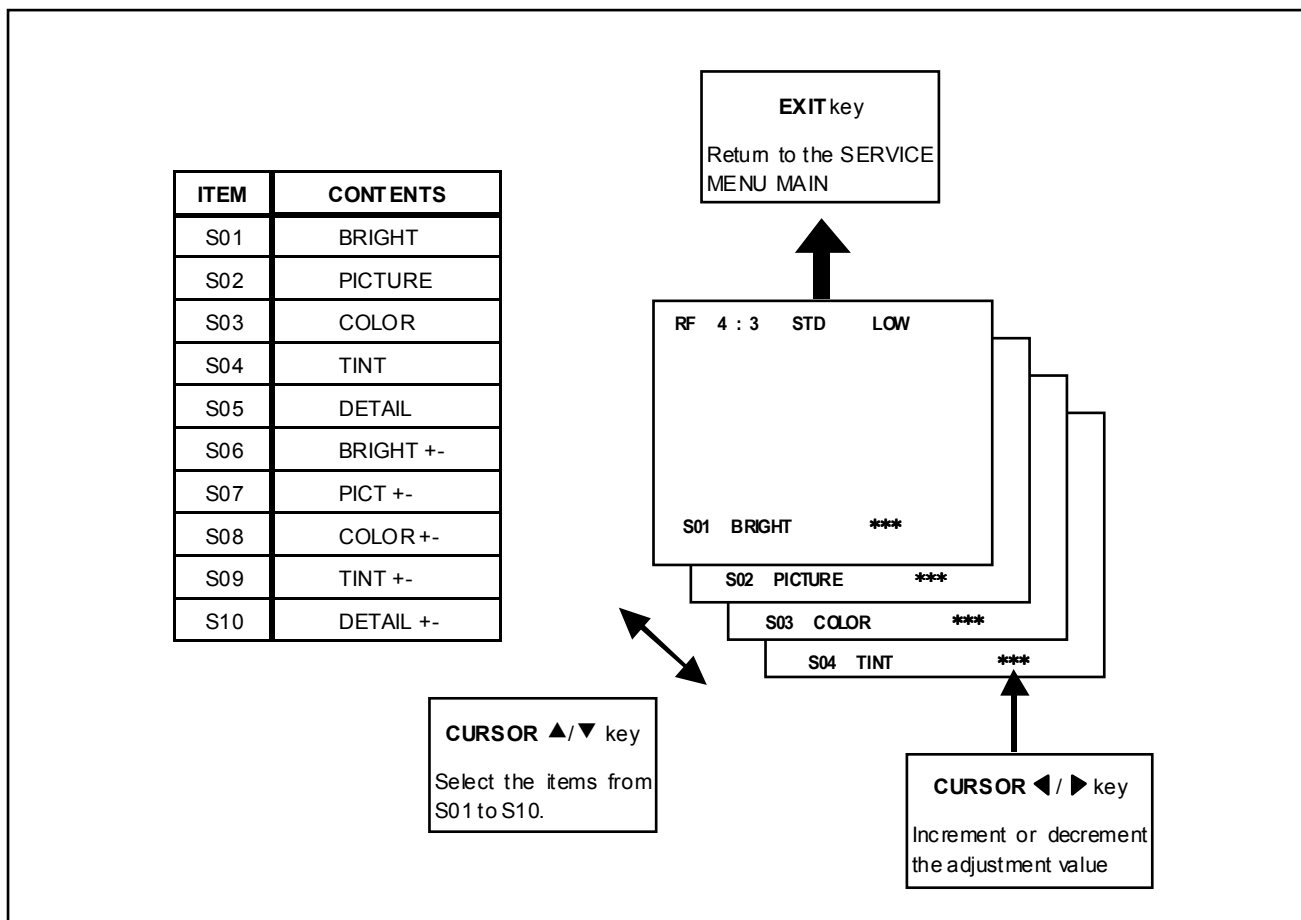 EXIT key
Return to the SERVICE
MENU MAIN
ITEM CONTENTS
S01 BRIGHT
S02 PICTURE
S03 COLOR
S04 TINT
S05 DETAIL
S06 BRIGHT +-
S07 PICT +-
S08 COLOR +-
S09 TINT +-
S10 DETAIL +-
RF 4 : 3 STD LOW
S01 BRIGHT ***
S02 PICTURE ***
S03 COLOR ***
S04 TINT ***
CURSOR ▲/▼ key
Select the items from
S01 to S10.
CURSOR ◀ / ▶ key
Increment or decrement
the adjustment value